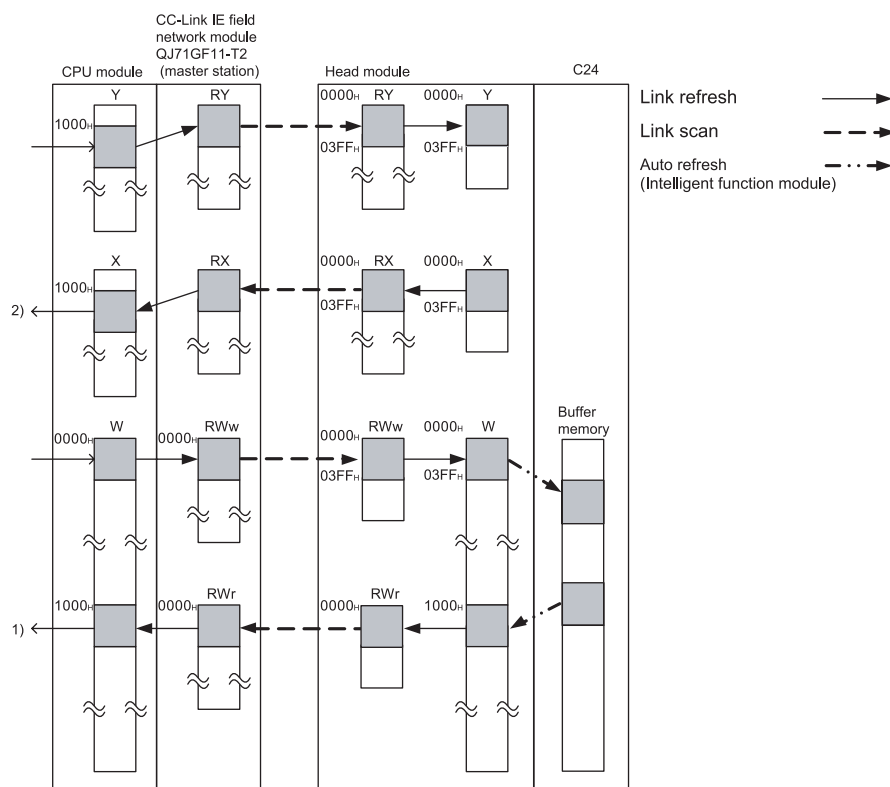 CC-Link IE field
network module
QJ71GF11-T2
(master station)
CPU module
Head module
C24
Y
RY
0000H
RY
0000H
Y
1000H
03FFH
03FFH
Link refresh
Link scan
Auto refresh
(Intelligent function module)
X
RX
0000H
RX
0000H
X
1000H
2)
03FFH
03FFH
W
RWw
RWw
W
0000H
0000H
0000H
0000H
03FFH
03FFH
Buffer
memory
RWr
RWr
1000H
0000H
0000H
1000H
1)